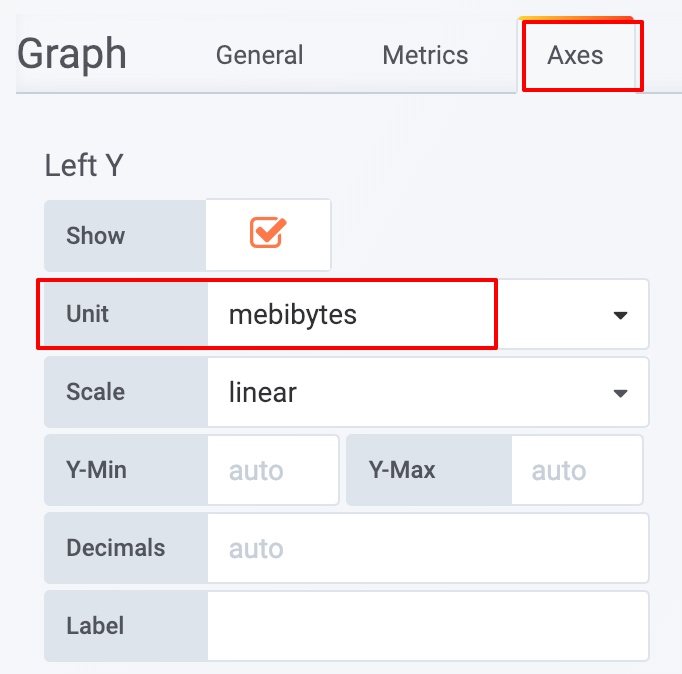 Graph General Metrics Axes
Left Y
Show
Unit mebibytes
Scale linear
Y-Min auto Y-Max auto
Decimals auto
Label